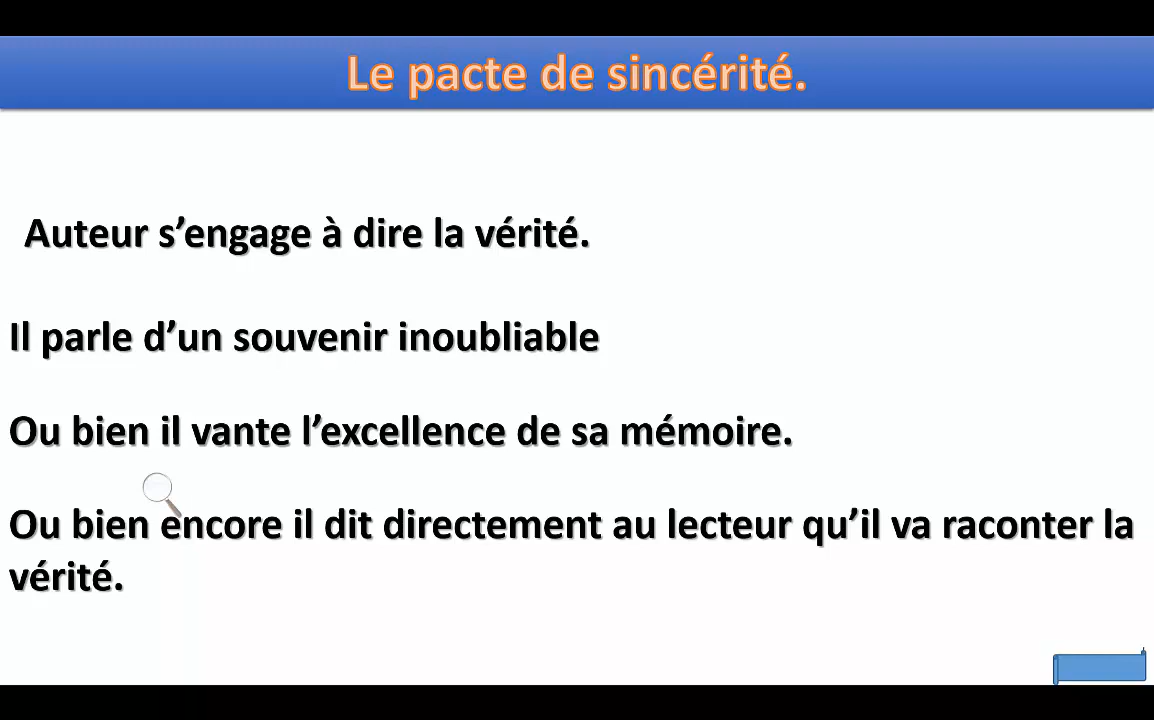 Le pacte de sincérité.
Auteur s’engage à dire la vérité.
Il parle d’un souvenir inoubliable
Ou bien il vante l’excellence de sa mémoire.
Ou bien encore il dit directement au lecteur qu’il va raconter la
vérité.